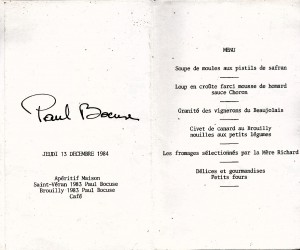 Paul Bocuse
JEUDI 13 DECEMBRE 1984
Apéritif Maison
Saint-Véran 1983 Paul Bocuse
Brouilly 1983 Paul Bocuse
Café
MENU
Soupe de moules aux pistils de safran
Loup en croûte farci mousse de homard
sauce Choron
Granité des vignerons du Beaujolais
Civet de canard au Brouilly
nouilles aux petits légumes
Les fromages sélectionnés par la Mère Richard
Délices et gourmandises
Petits fours